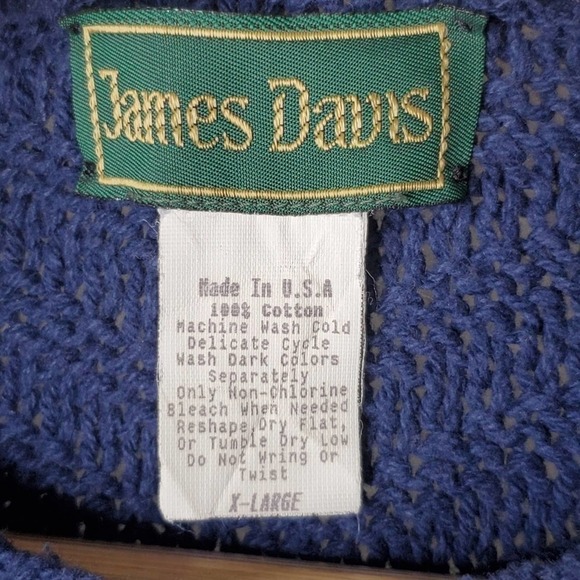 James Davis
Made In U.S.A
100% Cotton
Machine Wash Cold
Delicate Cycle
Wash Dark Colors
Separately
Only Non-Chlorine
Bleach When Needed
Reshape,Dry Flat,
Or Tumble Dry Low
Do Not Wring Or
Twist
X-LARGE